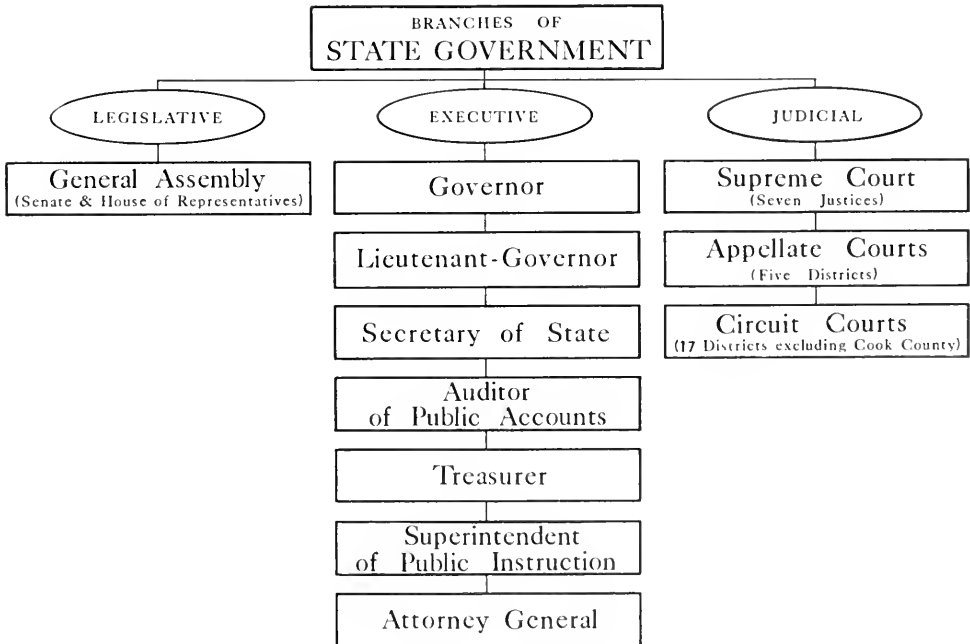 BRANCHES OF
STATE GOVERNMENT
LEGISLATIVE
EXECUTIVE
JUDICIAL
General Assembly
(Senate & House of Representatives)
Governor
Lieutenant-Governor
Secretary of State
Auditor
of Public Accounts
Treasurer
Superintendent
of Public Instruction
Attorney General
Supreme Court
(Seven Justices)
Appellate Courts
(Five Districts)
Circuit Courts
(17 Districts excluding Cook County)